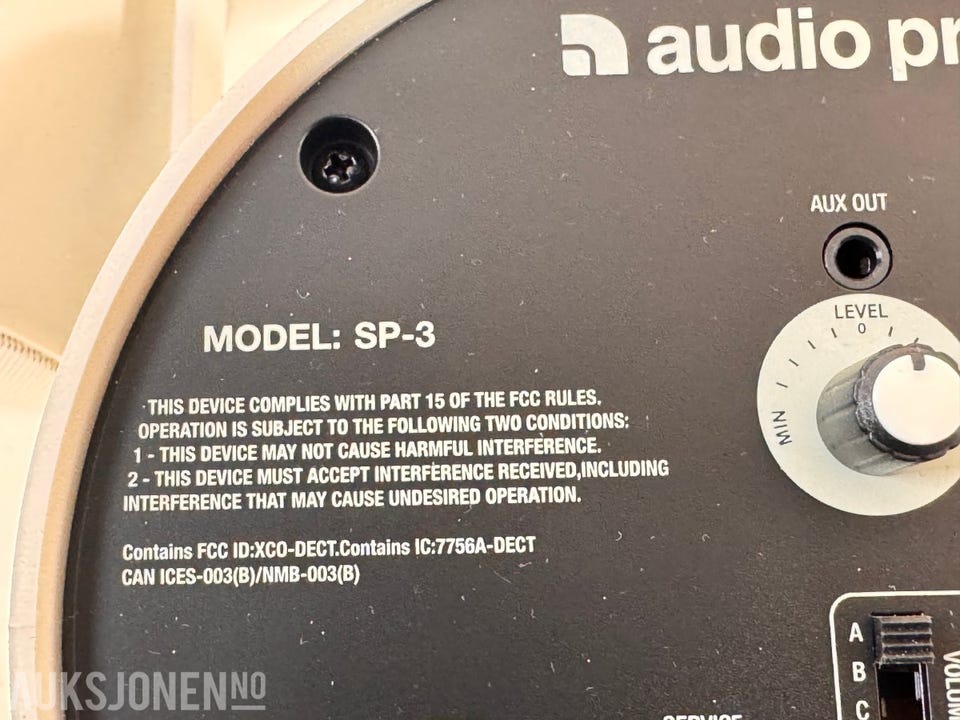 audio pr
AUX OUT
LEVEL
0
MIN
MODEL: SP-3
THIS DEVICE COMPLIES WITH PART 15 OF THE FCC RULES.
OPERATION IS SUBJECT TO THE FOLLOWING TWO CONDITIONS:
1 - THIS DEVICE MAY NOT CAUSE HARMFUL INTERFERENCE.
2 - THIS DEVICE MUST ACCEPT INTERFERENCE RECEIVED,INCLUDING
INTERFERENCE THAT MAY CAUSE UNDESIRED OPERATION.
Contains FCC ID:XCO-DECT.Contains IC:7756A-DECT
CAN ICES-003(B)/NMB-003(B)
A
B
C
VOLUM
SERVICE
AUKSJONEN NO